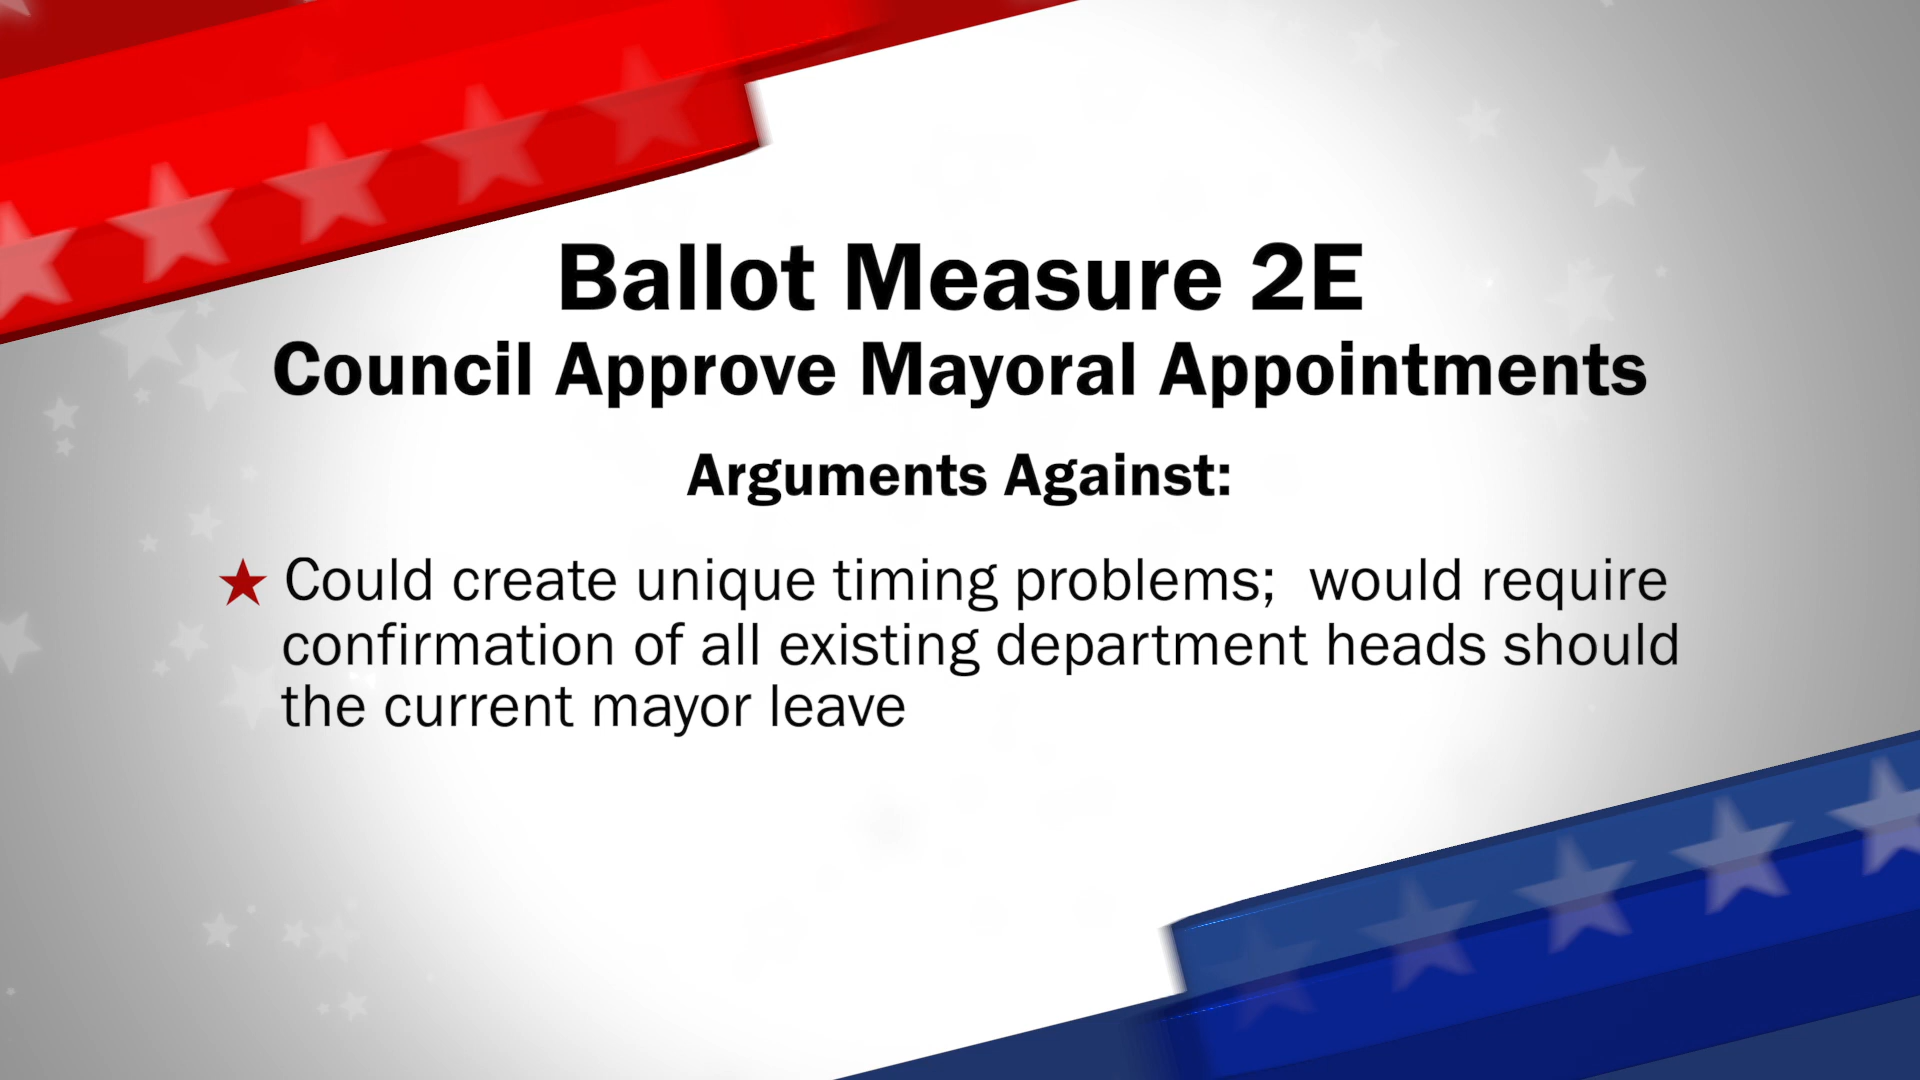 Ballot Measure 2E
Council Approve Mayoral Appointments
Arguments Against:
Could create unique timing problems;  would require
confirmation of all existing department heads should
the current mayor leave